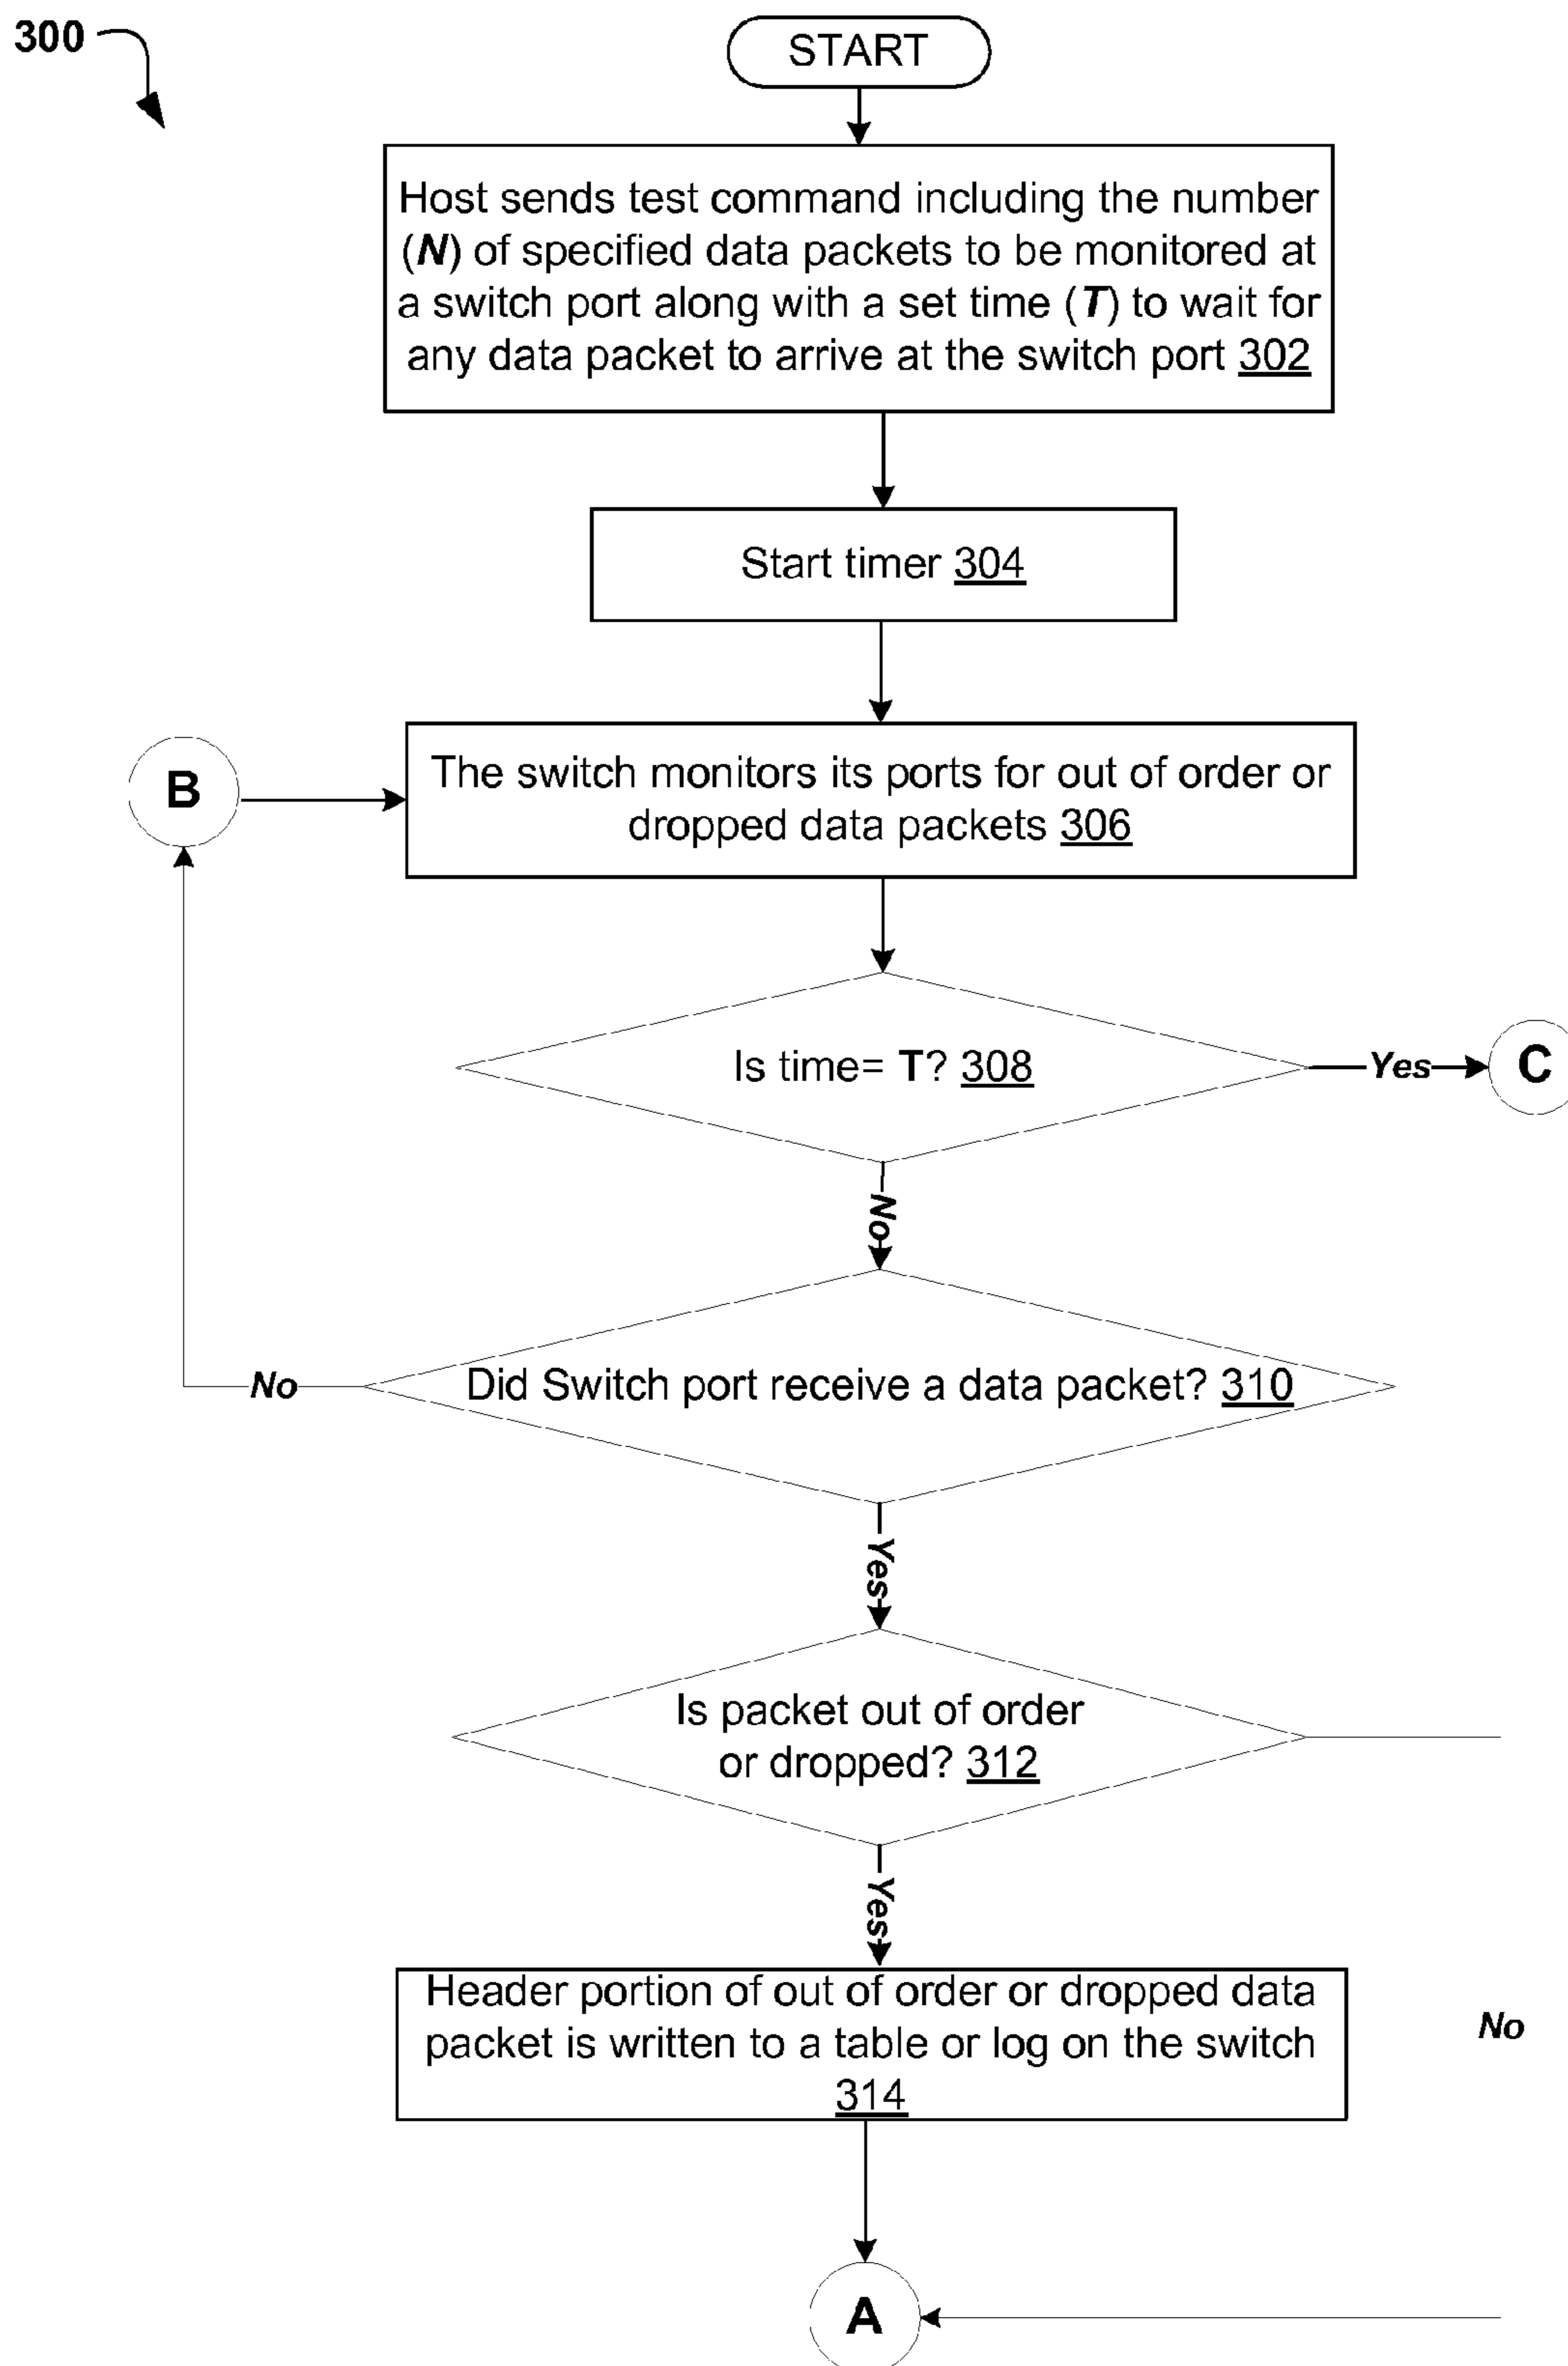 300
START
Host sends test command including the number
(N) of specified data packets to be monitored at
a switch port along with a set time (T) to wait for
any data packet to arrive at the switch port 302
Start timer 304
B
The switch monitors its ports for out of order or
dropped data packets 306
Is time= T? 308
Yes
C
No
Did Switch port receive a data packet? 310
No
Yes
Is packet out of order
or dropped? 312
Yes
Header portion of out of order or dropped data
packet is written to a table or log on the switch
314
No
A